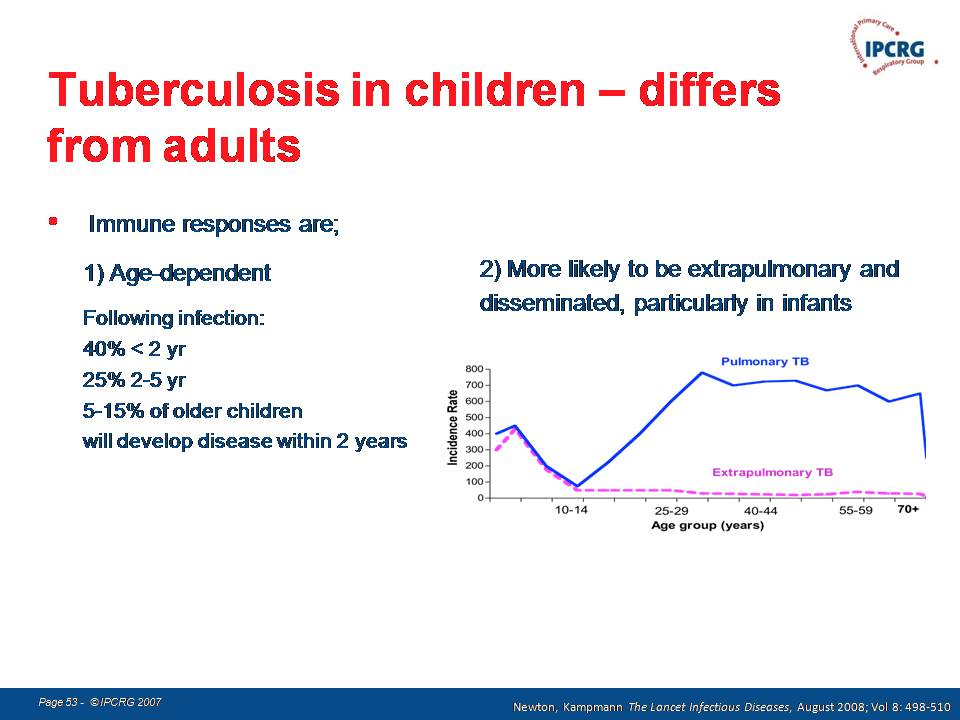 International Primary Care
IPCRG
Respiratory Group
Tuberculosis in children – differs
from adults
• Immune responses are;
1) Age-dependent
Following infection:
40% < 2 yr
25% 2-5 yr
5-15% of older children
will develop disease within 2 years
2) More likely to be extrapulmonary and
disseminated, particularly in infants
Pulmonary TB
800
700
600
500
400
300
200
100
0
Incidence Rate
Extrapulmonary TB
10-14 25-29 40-44 55-59 70+
Age group (years)
Page 53 - © IPCRG 2007
Newton, Kampmann The Lancet Infectious Diseases, August 2008; Vol 8: 498-510